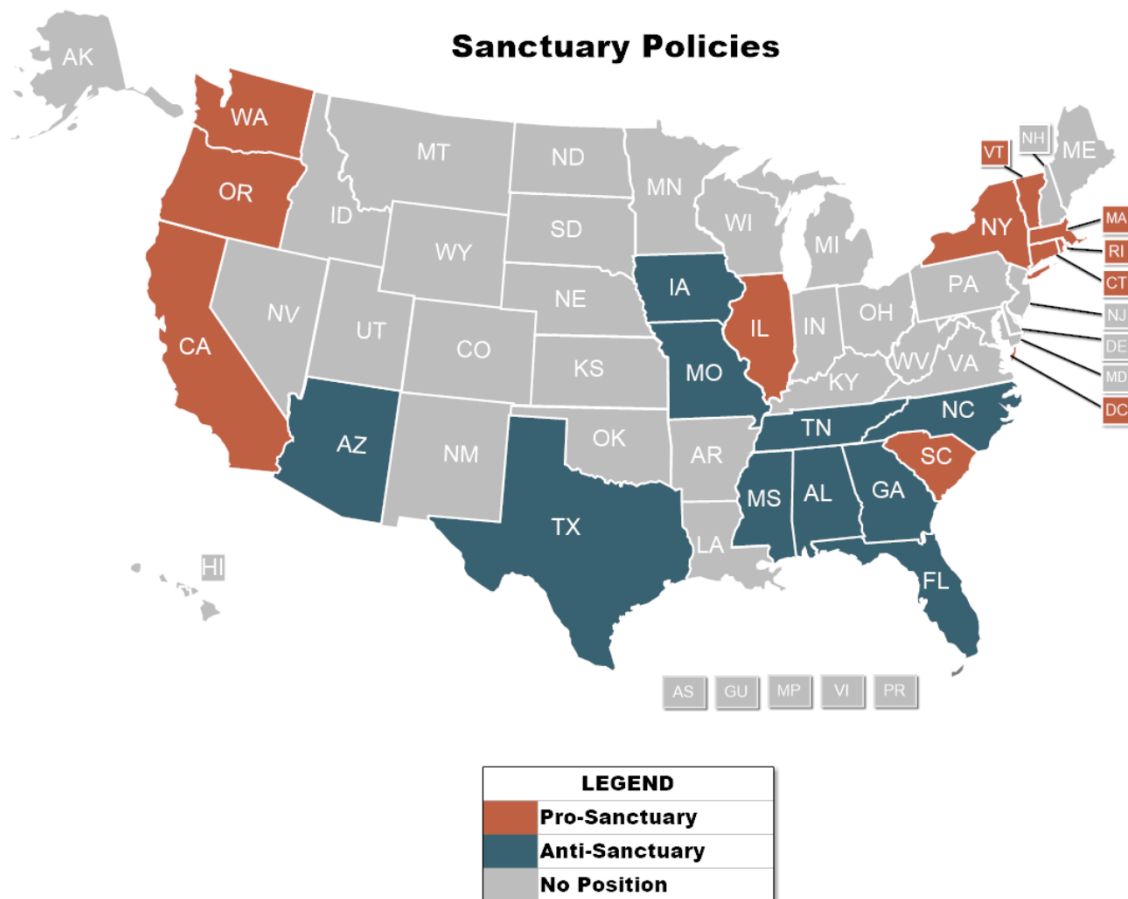 Sanctuary Policies
AK
WA
MT
ND
MN
VT
NH
ME
OR
ID
SD
WI
MI
NY
MA
WY
RI
IA
NE
PA
CT
NV
UT
CO
IL
IN
OH
NJ
CA
KS
MO
WV
VA
DE
KY
MD
AZ
NM
OK
AR
TN
NC
DC
SC
TX
MS
AL
GA
LA
HI
FL
AS GU MP VI PR
LEGEND
Pro-Sanctuary
Anti-Sanctuary
No Position